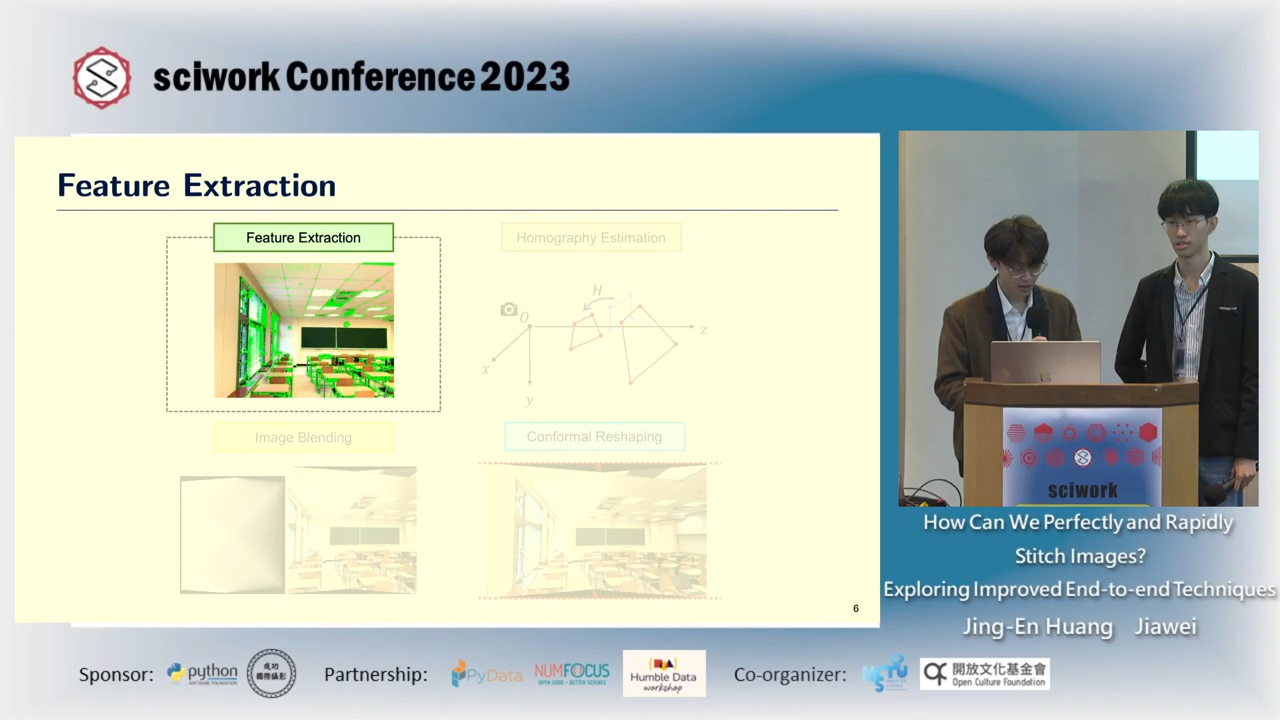 sciwork Conference 2023
Feature Extraction
Feature Extraction
Homography Estimation
H
O
z
x
y
Image Blending
Conformal Reshaping
6
sciwork
How Can We Perfectly and Rapidly
Stitch Images?
Exploring Improved End-to-end Techniques
Jing-En Huang Jiawei
Sponsor:
python
SOFTWARE FOUNDATION
成功
國際攝影
Partnership:
PyData
NUMFOCUS
OPEN CODE = BETTER SCIENCE
Humble Data
workshop
Co-organizer:
開放文化基金會
Open Culture Foundation